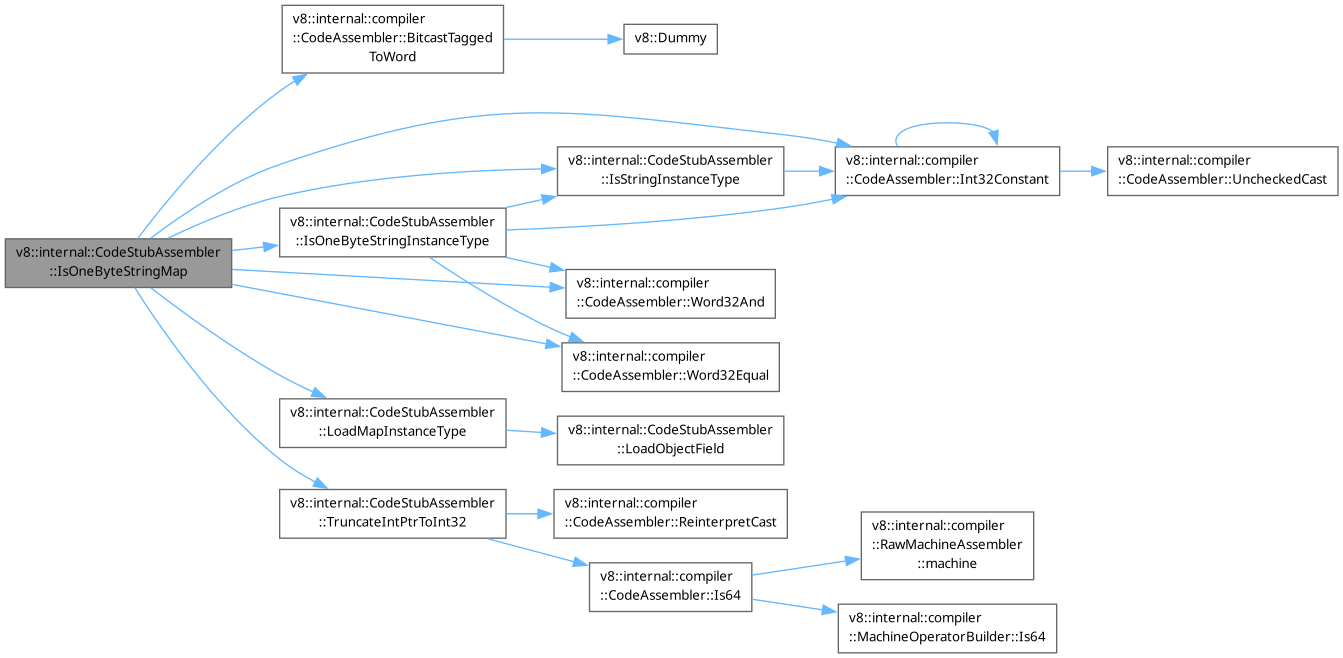 v8::internal::compiler
::CodeAssembler::BitcastTagged
ToWord
v8::Dummy
v8::internal::CodeStubAssembler
::IsStringInstanceType
v8::internal::compiler
::CodeAssembler::Int32Constant
v8::internal::compiler
::CodeAssembler::UncheckedCast
v8::internal::CodeStubAssembler
::IsOneByteStringInstanceType
v8::internal::CodeStubAssembler
::IsOneByteStringMap
v8::internal::compiler
::CodeAssembler::Word32And
v8::internal::compiler
::CodeAssembler::Word32Equal
v8::internal::CodeStubAssembler
::LoadMapInstanceType
v8::internal::CodeStubAssembler
::LoadObjectField
v8::internal::CodeStubAssembler
::TruncateIntPtrToInt32
v8::internal::compiler
::CodeAssembler::ReinterpretCast
v8::internal::compiler
::CodeAssembler::Is64
v8::internal::compiler
::RawMachineAssembler
::machine
v8::internal::compiler
::MachineOperatorBuilder::Is64